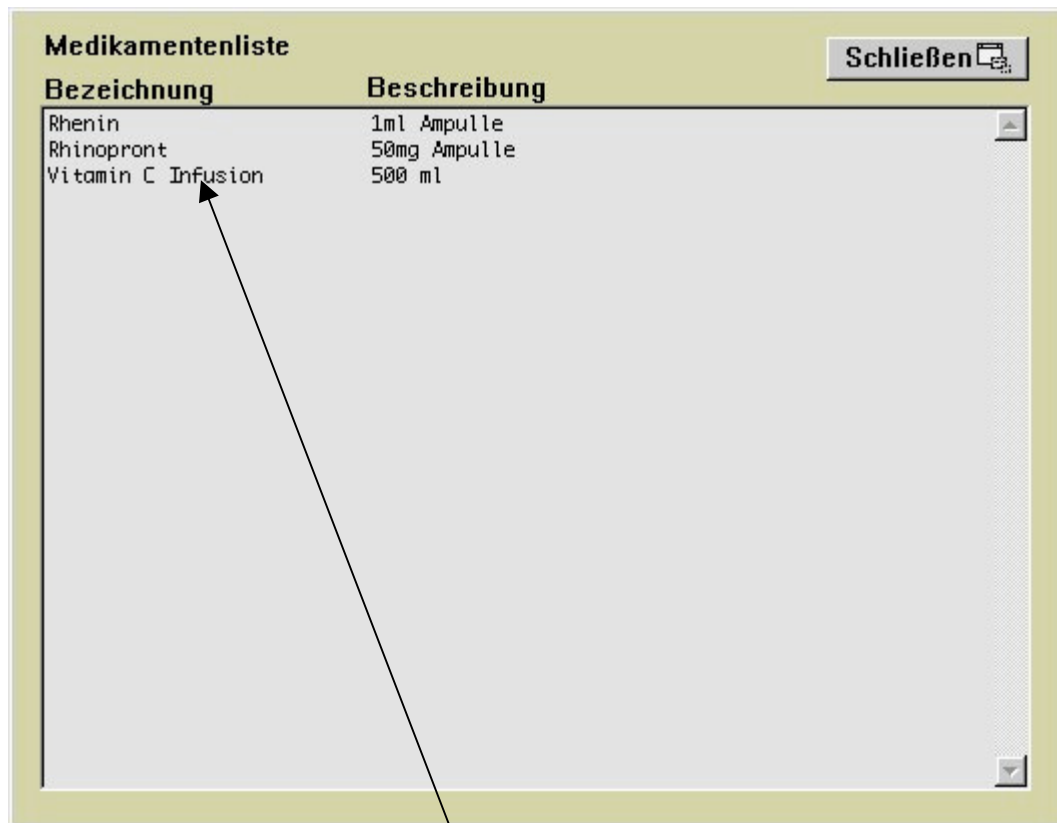 Medikamentenliste
Schließen
Bezeichnung Beschreibung
Rhenin 1ml Ampulle
Rhinopront 50mg Ampulle
Vitamin C Infusion 500 ml